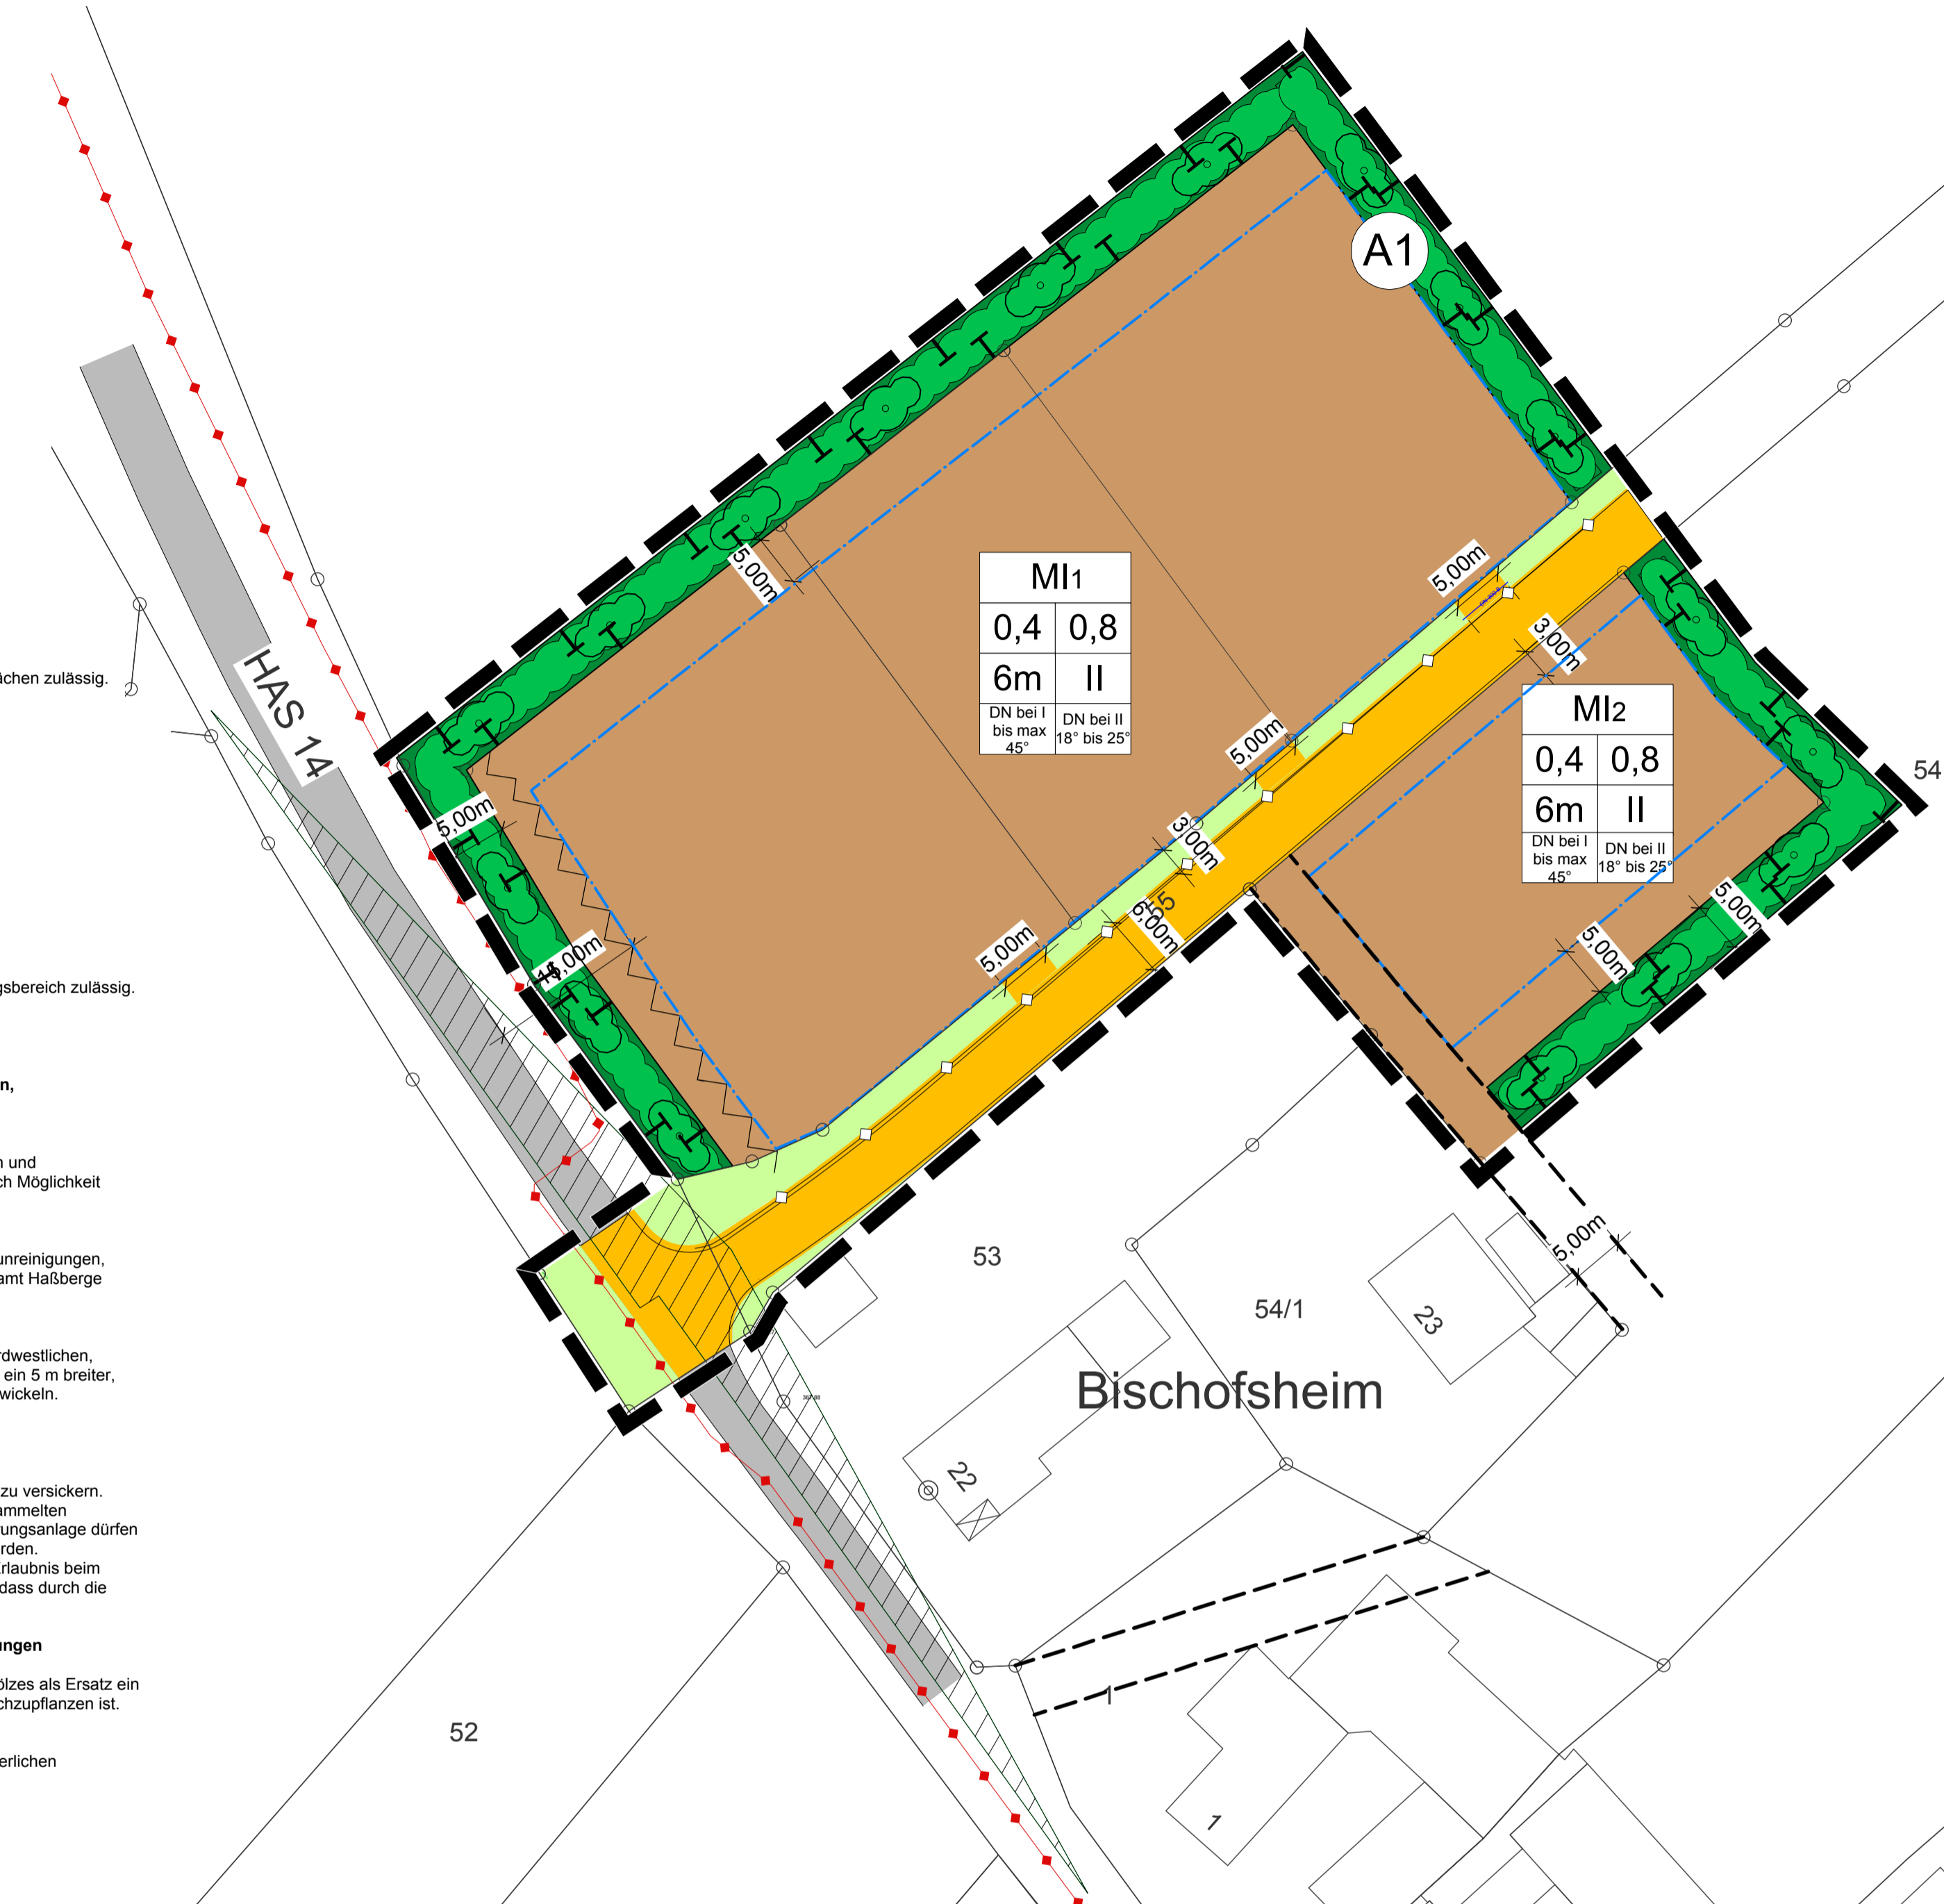 A1
5,00m
MI1
0,4 0,8
6m II
DN bei I bis max 45°
DN bei II 18° bis 25°
5,00m
3,00m
HAS 14
ächen zulässig.
MI2
0,4 0,8
6m II
DN bei I bis max 45°
DN bei II 18° bis 25°
54
5,00m
5,00m
3,00m
55
6,00m
5,00m
5,00m
5,00m
5,00m
gsbereich zulässig.
n,
n und
ch Möglichkeit
unreinigungen,
amt Haßberge
53
54/1
23
5,00m
rdwestlichen,
ein 5 m breiter,
wickeln.
Bischofsheim
22
zu versickern.
ammelten
rungsanlage dürfen
rden.
Erlaubnis beim
dass durch die
ungen
ölzes als Ersatz ein
chzupflanzen ist.
52
1
erlichen
1